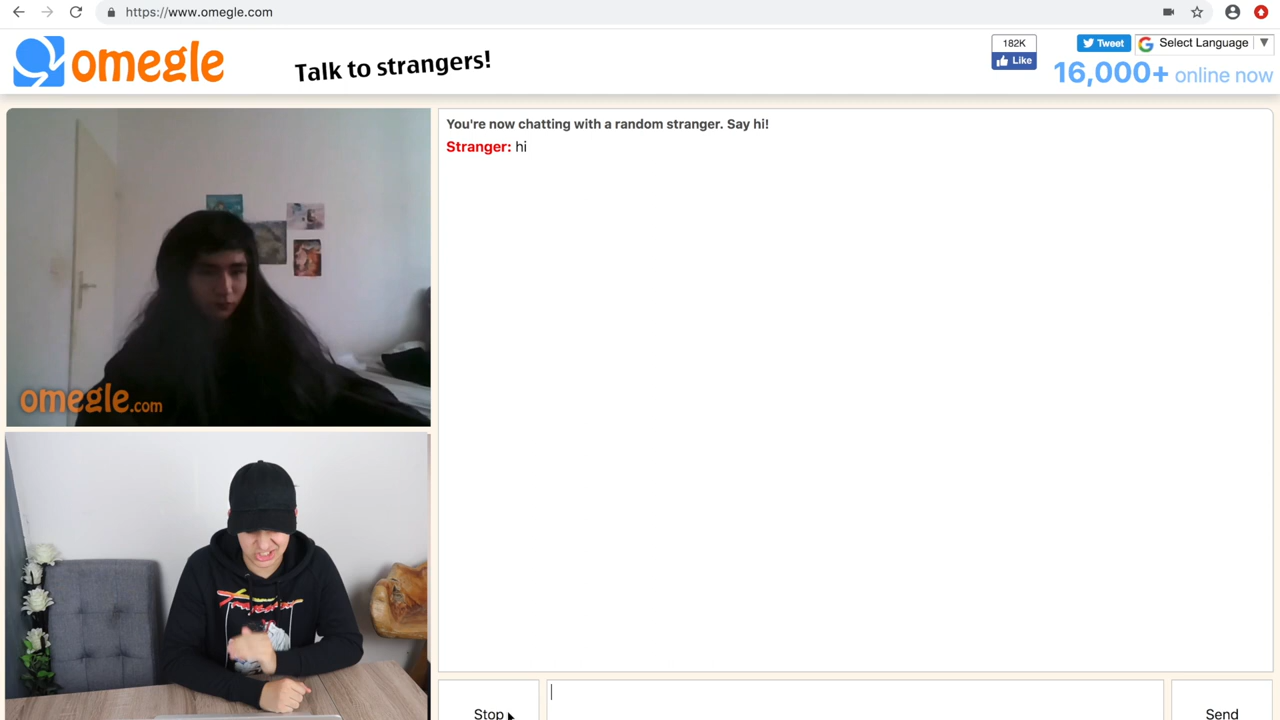 https://www.omegle.com
omegle
Talk to strangers!
182K
Like
Tweet
Select Language
16,000+ online now
You're now chatting with a random stranger. Say hi!
Stranger: hi
omegle.com
Stop
Send